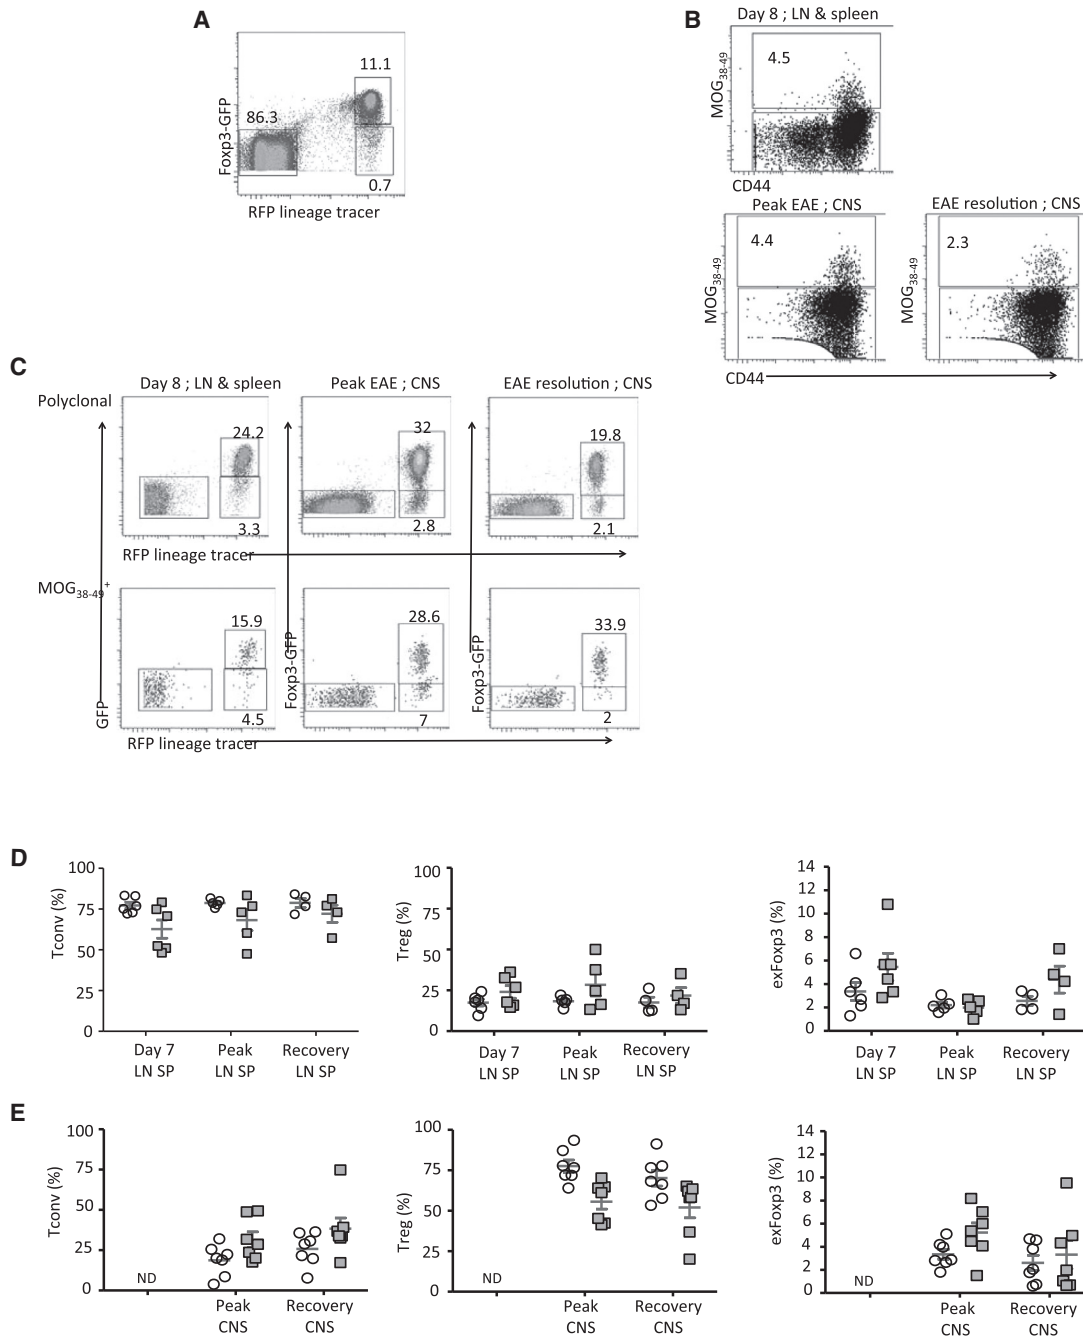 A
11.1
86.3
0.7
Foxp3-GFP
RFP lineage tracer
B
Day 8 ; LN & spleen
4.5
MOG38-49
CD44
Peak EAE ; CNS
EAE resolution ; CNS
4.4
2.3
MOG38-49
MOG38-49
CD44
C
Day 8 ; LN & spleen
Peak EAE ; CNS
EAE resolution ; CNS
Polyclonal
24.2
32
19.8
3.3
2.8
2.1
RFP lineage tracer
MOG38-49+
15.9
28.6
33.9
GFP
Foxp3-GFP
Foxp3-GFP
4.5
7
2
RFP lineage tracer
D
Tconv (%)
100
75
50
25
0
Day 7 LN SP
Peak LN SP
Recovery LN SP
Treg (%)
100
75
50
25
0
Day 7 LN SP
Peak LN SP
Recovery LN SP
exFoxp3 (%)
14
12
10
8
6
4
2
0
Day 7 LN SP
Peak LN SP
Recovery LN SP
E
Tconv (%)
100
75
50
25
0
ND
Peak CNS
Recovery CNS
Treg (%)
100
75
50
25
0
ND
Peak CNS
Recovery CNS
exFoxp3 (%)
14
12
10
8
6
4
2
0
ND
Peak CNS
Recovery CNS